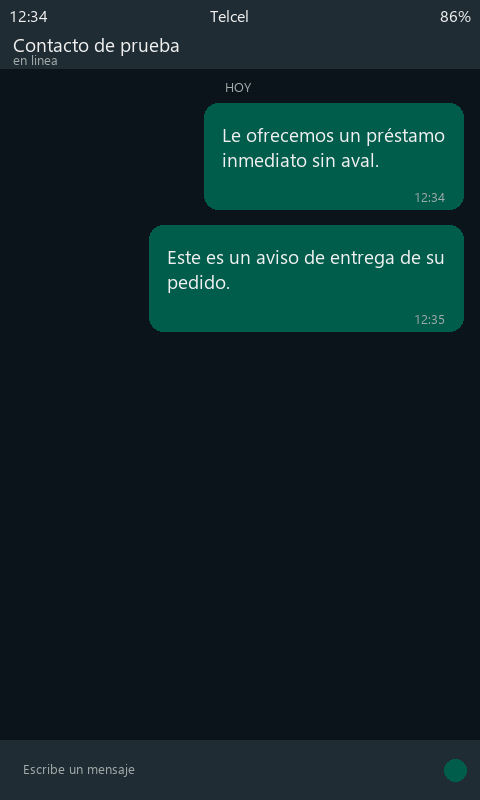 12:34 Telcel 86%
Contacto de prueba
en linea
HOY
Le ofrecemos un préstamo
inmediato sin aval.
12:34
Este es un aviso de entrega de su
pedido.
12:35
Escribe un mensaje